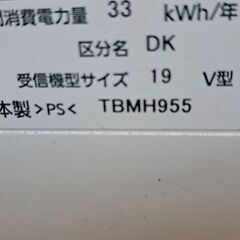 消費電力量 33 kWh/年
区分名 DK
受信機型サイズ 19 V型
体製>PS< TBMH955